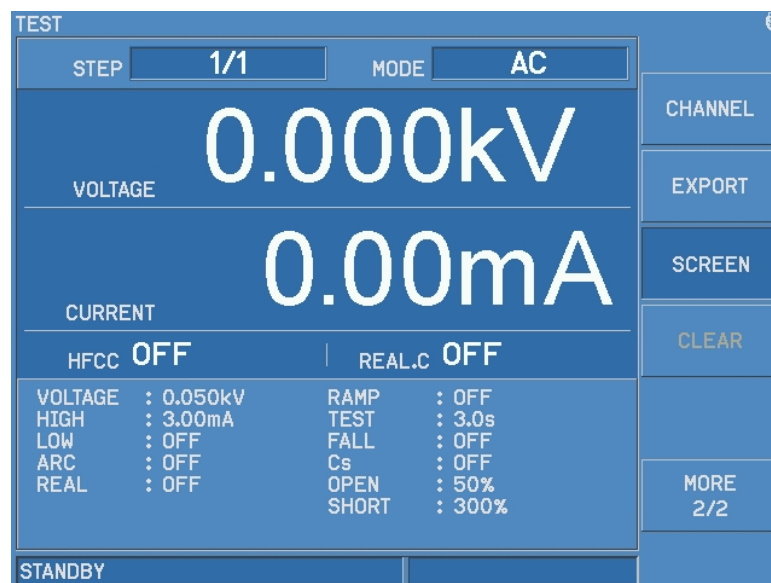 TEST
STEP 1/1 MODE AC
VOLTAGE 0.000kV
CURRENT 0.00mA
HFCC OFF REAL.C OFF
VOLTAGE : 0.050kV RAMP : OFF
HIGH : 3.00mA TEST : 3.0s
LOW : OFF FALL : OFF
ARC : OFF Cs : OFF
REAL : OFF OPEN : 50%
SHORT : 300%
STANDBY
CHANNEL
EXPORT
SCREEN
CLEAR
MORE
2/2